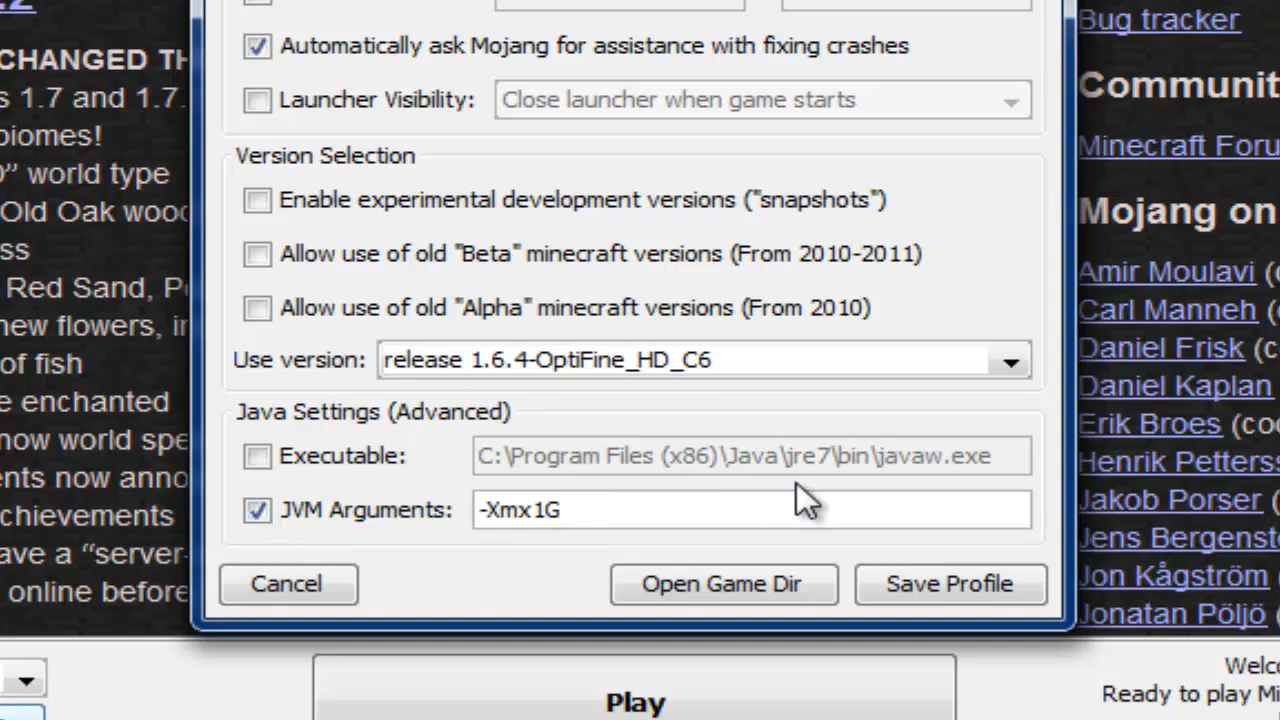 CHANGED TH
s 1.7 and 1.7.
biomes!
" world type
Old Oak wood
ss
Red Sand, P
new flowers, i
of fish
e enchanted
now world spe
ents now anno
chievements
ave a “server-
online before
Automatically ask Mojang for assistance with fixing crashes
Launcher Visibility: Close launcher when game starts
Version Selection
Enable experimental development versions ("snapshots")
Allow use of old "Beta" minecraft versions (From 2010-2011)
Allow use of old "Alpha" minecraft versions (From 2010)
Use version: release 1.6.4-OptiFine_HD_C6
Java Settings (Advanced)
Executable: C:\Program Files (x86)\Java\jre7\bin\javaw.exe
JVM Arguments: -Xmx1G
Cancel Open Game Dir Save Profile
Play
Bug tracker
Communit
Minecraft Foru
Mojang on
Amir Moulavi (c
Carl Manneh (c
Daniel Frisk (c
Daniel Kaplan
Erik Broes (co
Henrik Petterss
Jakob Porser (
Jens Bergenst
Jon Kågström
Jonatan Pöljö (
Welco
Ready to play Mi